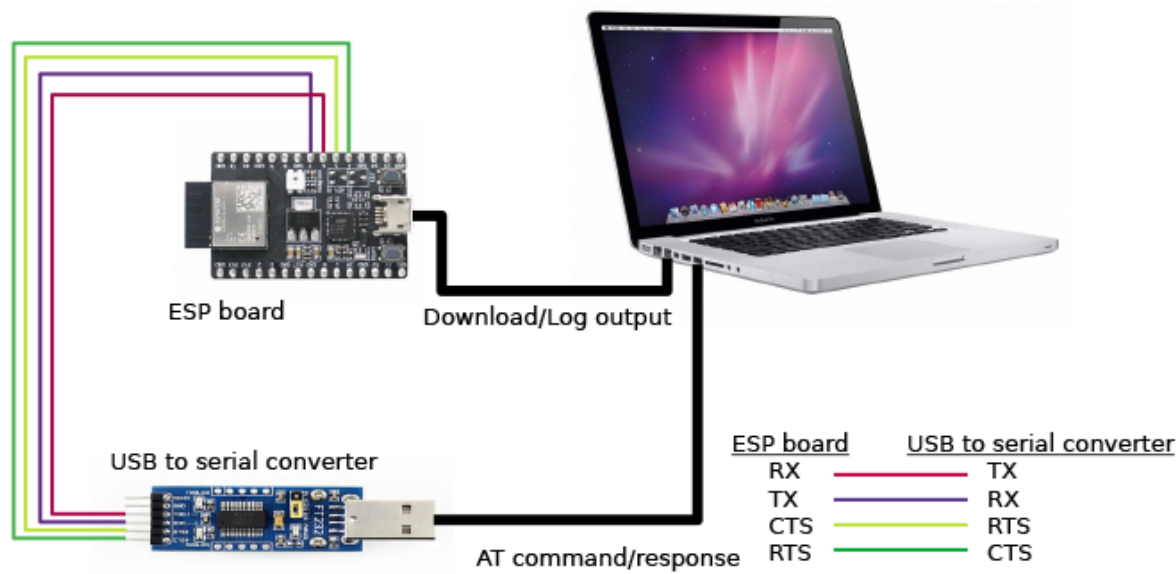 ESP board
Download/Log output
USB to serial converter
FT232
AT command/response
ESP board USB to serial converter
RX TX
TX RX
CTS RTS
RTS CTS